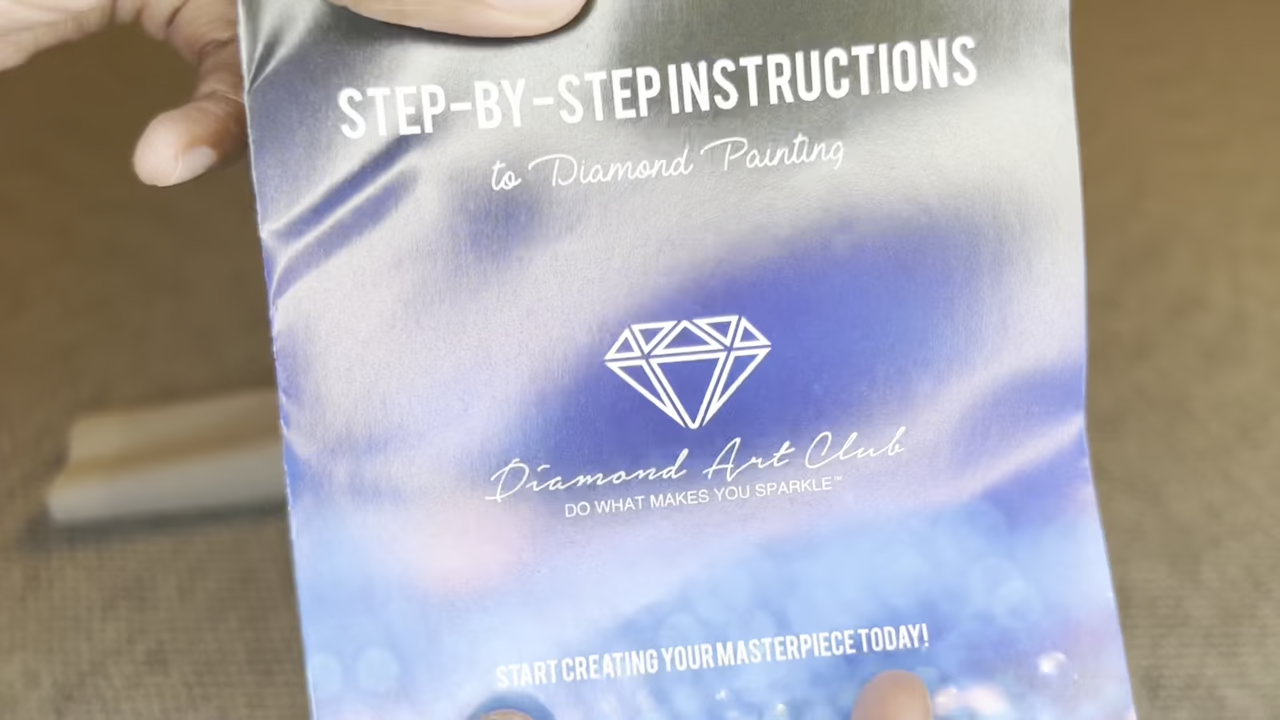 STEP-BY-STEP INSTRUCTIONS
to Diamond Painting
Diamond Art Club
DO WHAT MAKES YOU SPARKLE™
START CREATING YOUR MASTERPIECE TODAY!